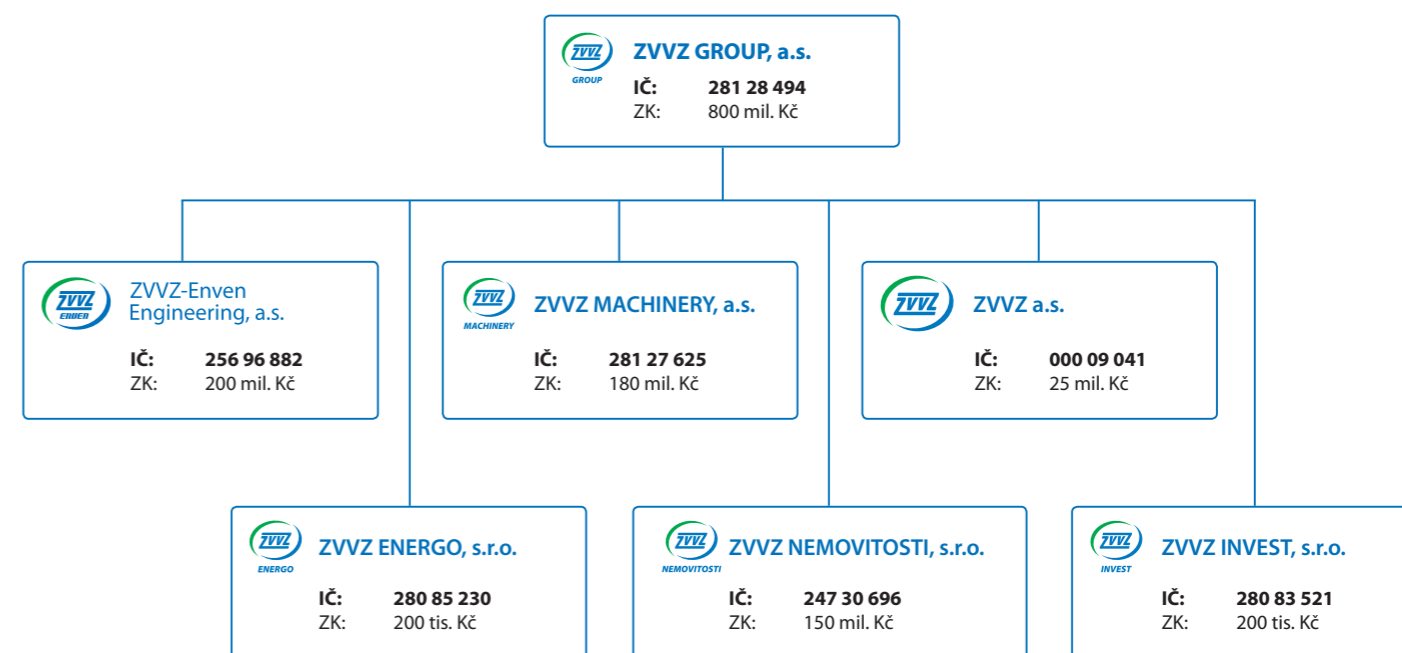 ZVVZ
GROUP
ZVVZ GROUP, a.s.
IČ: 281 28 494
ZK: 800 mil. Kč
ZVVZ
ENVEN
ZVVZ-Enven
Engineering, a.s.
IČ: 256 96 882
ZK: 200 mil. Kč
ZVVZ
MACHINERY
ZVVZ MACHINERY, a.s.
IČ: 281 27 625
ZK: 180 mil. Kč
ZVVZ
ZVVZ a.s.
IČ: 000 09 041
ZK: 25 mil. Kč
ZVVZ
ENERGO
ZVVZ ENERGO, s.r.o.
IČ: 280 85 230
ZK: 200 tis. Kč
ZVVZ
NEMOVITOSTI
ZVVZ NEMOVITOSTI, s.r.o.
IČ: 247 30 696
ZK: 150 mil. Kč
ZVVZ
INVEST
ZVVZ INVEST, s.r.o.
IČ: 280 83 521
ZK: 200 tis. Kč